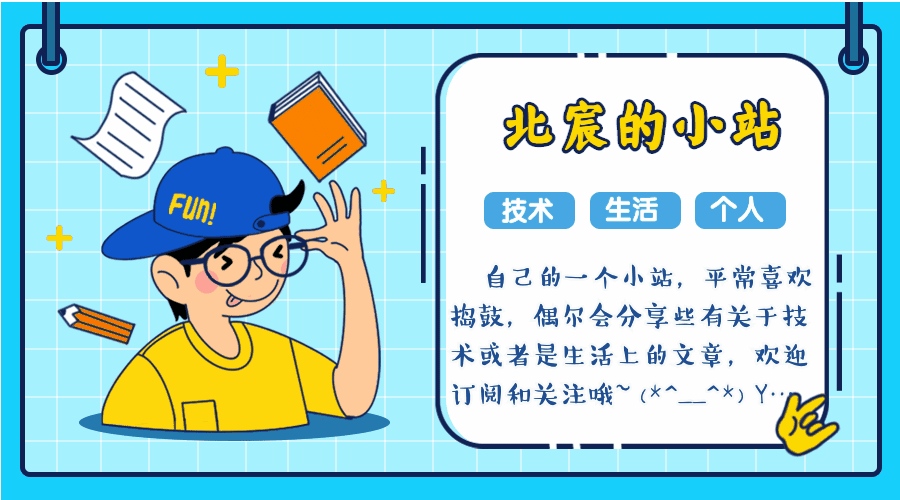 FUN!
北宸的小站
技术 生活 个人
自己的一个小站，平常喜欢
捣鼓，偶尔会分享些有关于技
术或者是生活上的文章，欢迎
订阅和关注哦~ (*^__^*) Y…